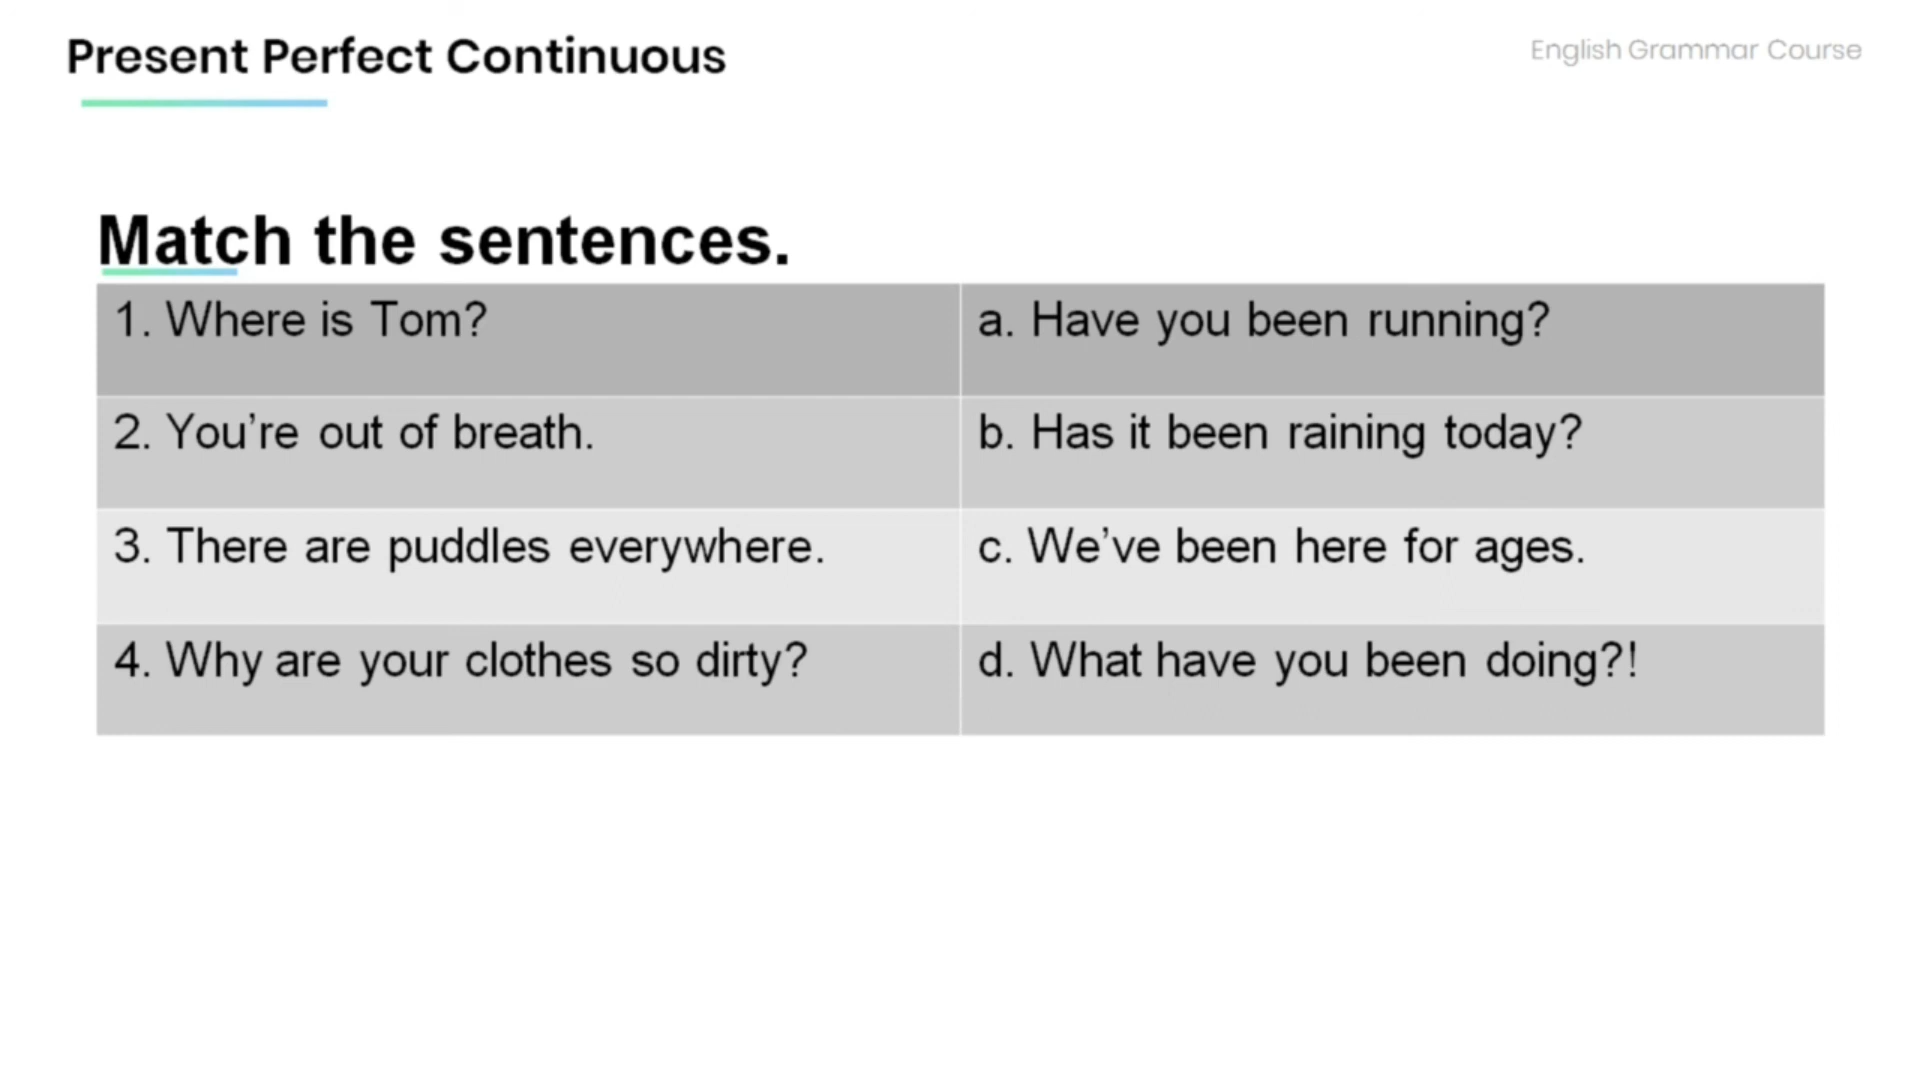 Present Perfect Continuous
English Grammar Course
Match the sentences.
1. Where is Tom?
a. Have you been running?
2. You’re out of breath.
b. Has it been raining today?
3. There are puddles everywhere.
c. We’ve been here for ages.
4. Why are your clothes so dirty?
d. What have you been doing?!